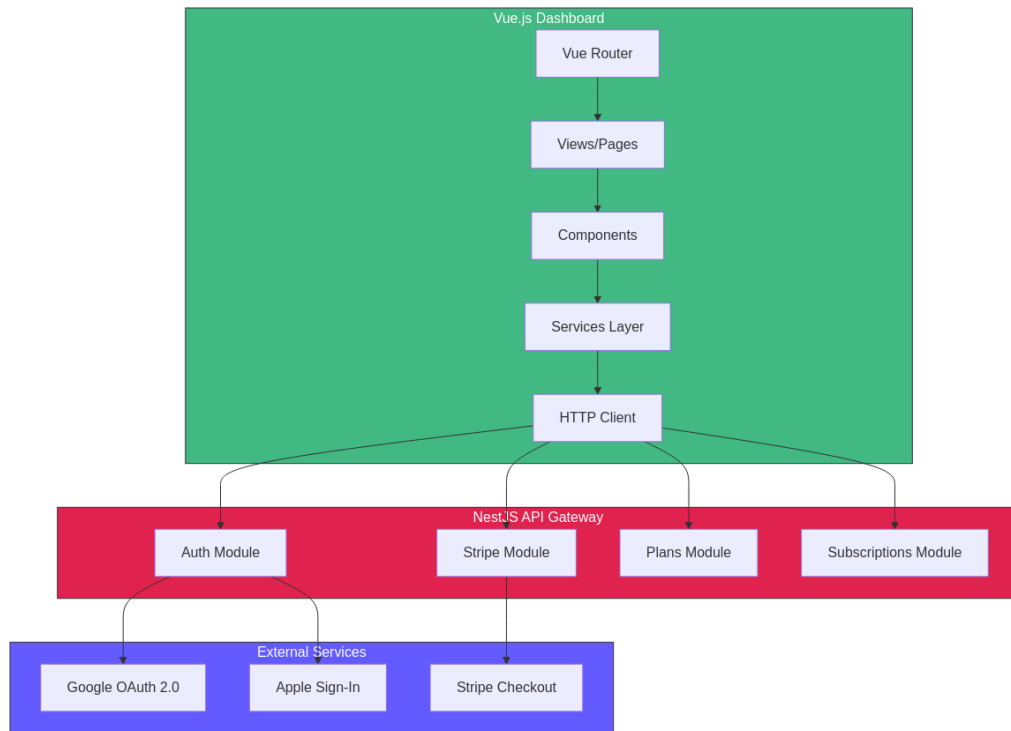 Vue.js Dashboard
Vue Router
Views/Pages
Components
Services Layer
HTTP Client
NestJS API Gateway
Auth Module
Stripe Module
Plans Module
Subscriptions Module
External Services
Google OAuth 2.0
Apple Sign-In
Stripe Checkout